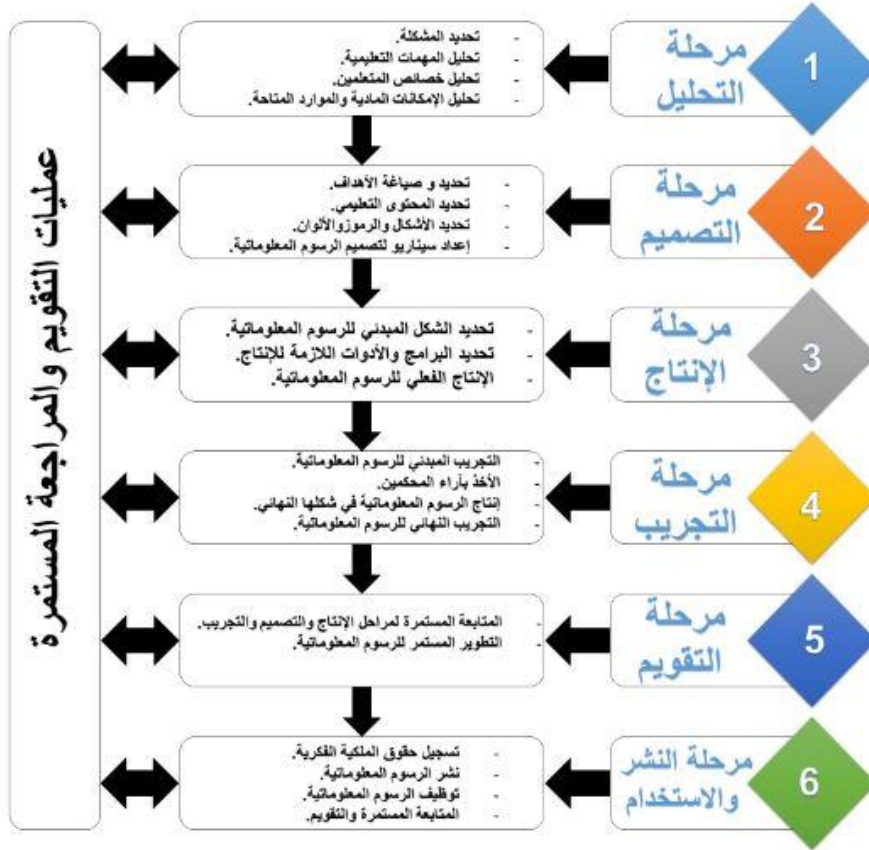 1
مرحلة
التحليل
- تحديد المشكلة.
- تحليل المهمات التعليمية.
- تحليل خصائص المتعلمين.
- تحليل الإمكانات المادية والموارد المتاحة.
2
مرحلة
التصميم
- تحديد و صياغة الأهداف.
- تحديد المحتوى التعليمي.
- تحديد الأشكال والرموز والألوان.
- إعداد سيناريو لتصميم الرسوم المعلوماتية.
3
مرحلة
الإنتاج
- تحديد الشكل المبدئي للرسوم المعلوماتية.
- تحديد البرامج والأدوات اللازمة للإنتاج.
- الإنتاج الفعلي للرسوم المعلوماتية.
4
مرحلة
التجريب
- التجريب المبدئي للرسوم المعلوماتية.
- الأخذ بآراء المحكمين.
- إنتاج الرسوم المعلوماتية في شكلها النهائي.
- التجريب النهائي للرسوم المعلوماتية.
5
مرحلة
التقويم
- المتابعة المستمرة لمراحل الإنتاج والتصميم والتجريب.
- التطوير المستمر للرسوم المعلوماتية.
6
مرحلة النشر
والاستخدام
- تسجيل حقوق الملكية الفكرية.
- نشر الرسوم المعلوماتية.
- توظيف الرسوم المعلوماتية.
- المتابعة المستمرة والتقويم.
عمليات التقويم والمراجعة المستمرة